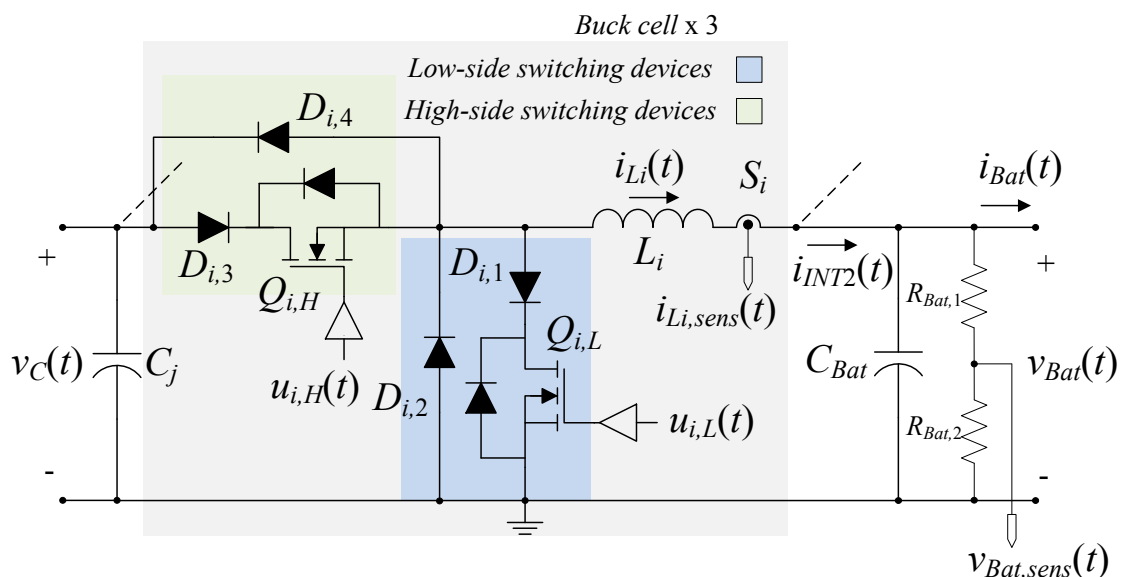 Buck cell x 3
Low-side switching devices
High-side switching devices
D_{i,4}
i_{Li}(t)
S_i
i_{Bat}(t)
+
D_{i,3}
Q_{i,H}
D_{i,1}
L_i
i_{INT2}(t)
+
R_{Bat,1}
i_{Li,sens}(t)
Q_{i,L}
v_C(t)
C_j
u_{i,H}(t)
D_{i,2}
C_{Bat}
v_{Bat}(t)
u_{i,L}(t)
R_{Bat,2}
-
-
v_{Bat,sens}(t)